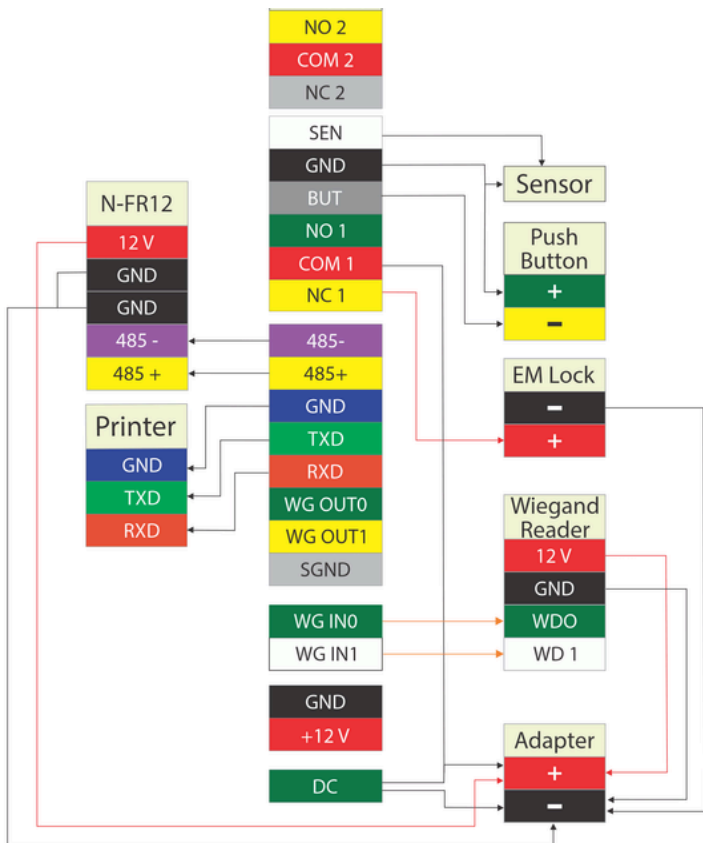 NO 2
COM 2
NC 2
SEN
GND
BUT
NO 1
COM 1
NC 1
485-
485+
GND
TXD
RXD
WG OUT0
WG OUT1
SGND
WG IN0
WG IN1
GND
+12 V
DC
N-FR12
12 V
GND
GND
485 -
485 +
Printer
GND
TXD
RXD
Sensor
Push
Button
+
-
EM Lock
-
+
Wiegand
Reader
12 V
GND
WDO
WD 1
Adapter
+
-